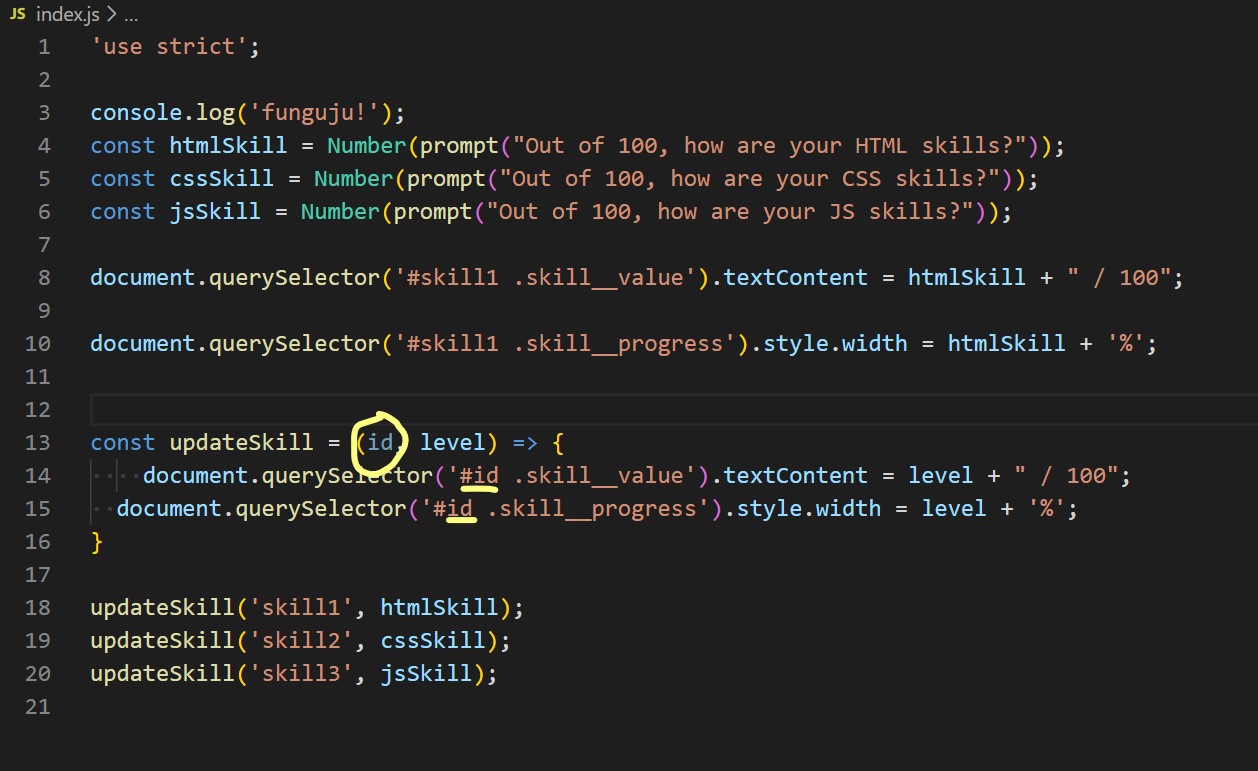 JS index.js > ...
1 'use strict';
2
3 console.log('funguju!');
4 const htmlSkill = Number(prompt("Out of 100, how are your HTML skills?"));
5 const cssSkill = Number(prompt("Out of 100, how are your CSS skills?"));
6 const jsSkill = Number(prompt("Out of 100, how are your JS skills?"));
7
8 document.querySelector('#skill1 .skill__value').textContent = htmlSkill + " / 100";
9
10 document.querySelector('#skill1 .skill__progress').style.width = htmlSkill + '%';
11
12
13 const updateSkill = (id, level) => {
14     document.querySelector('#id .skill__value').textContent = level + " / 100";
15   document.querySelector('#id .skill__progress').style.width = level + '%';
16 }
17
18 updateSkill('skill1', htmlSkill);
19 updateSkill('skill2', cssSkill);
20 updateSkill('skill3', jsSkill);
21